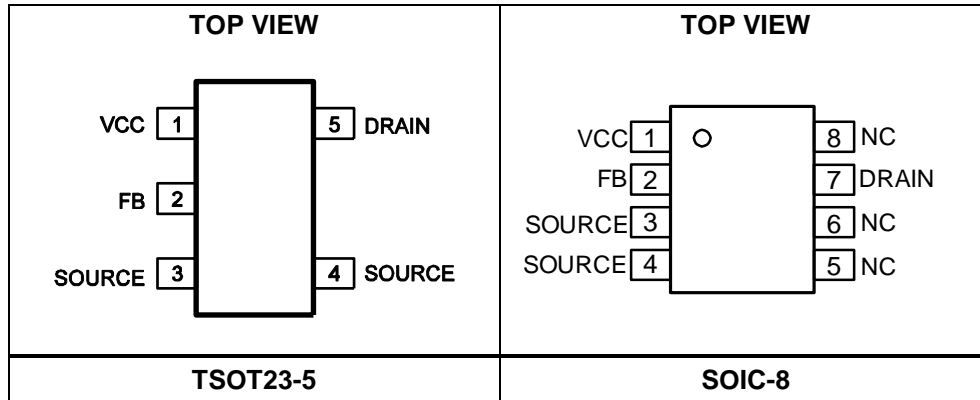 TOP VIEW
VCC 1 5 DRAIN
FB 2
SOURCE 3 4 SOURCE
TSOT23-5
TOP VIEW
VCC 1 8 NC
FB 2 7 DRAIN
SOURCE 3 6 NC
SOURCE 4 5 NC
SOIC-8